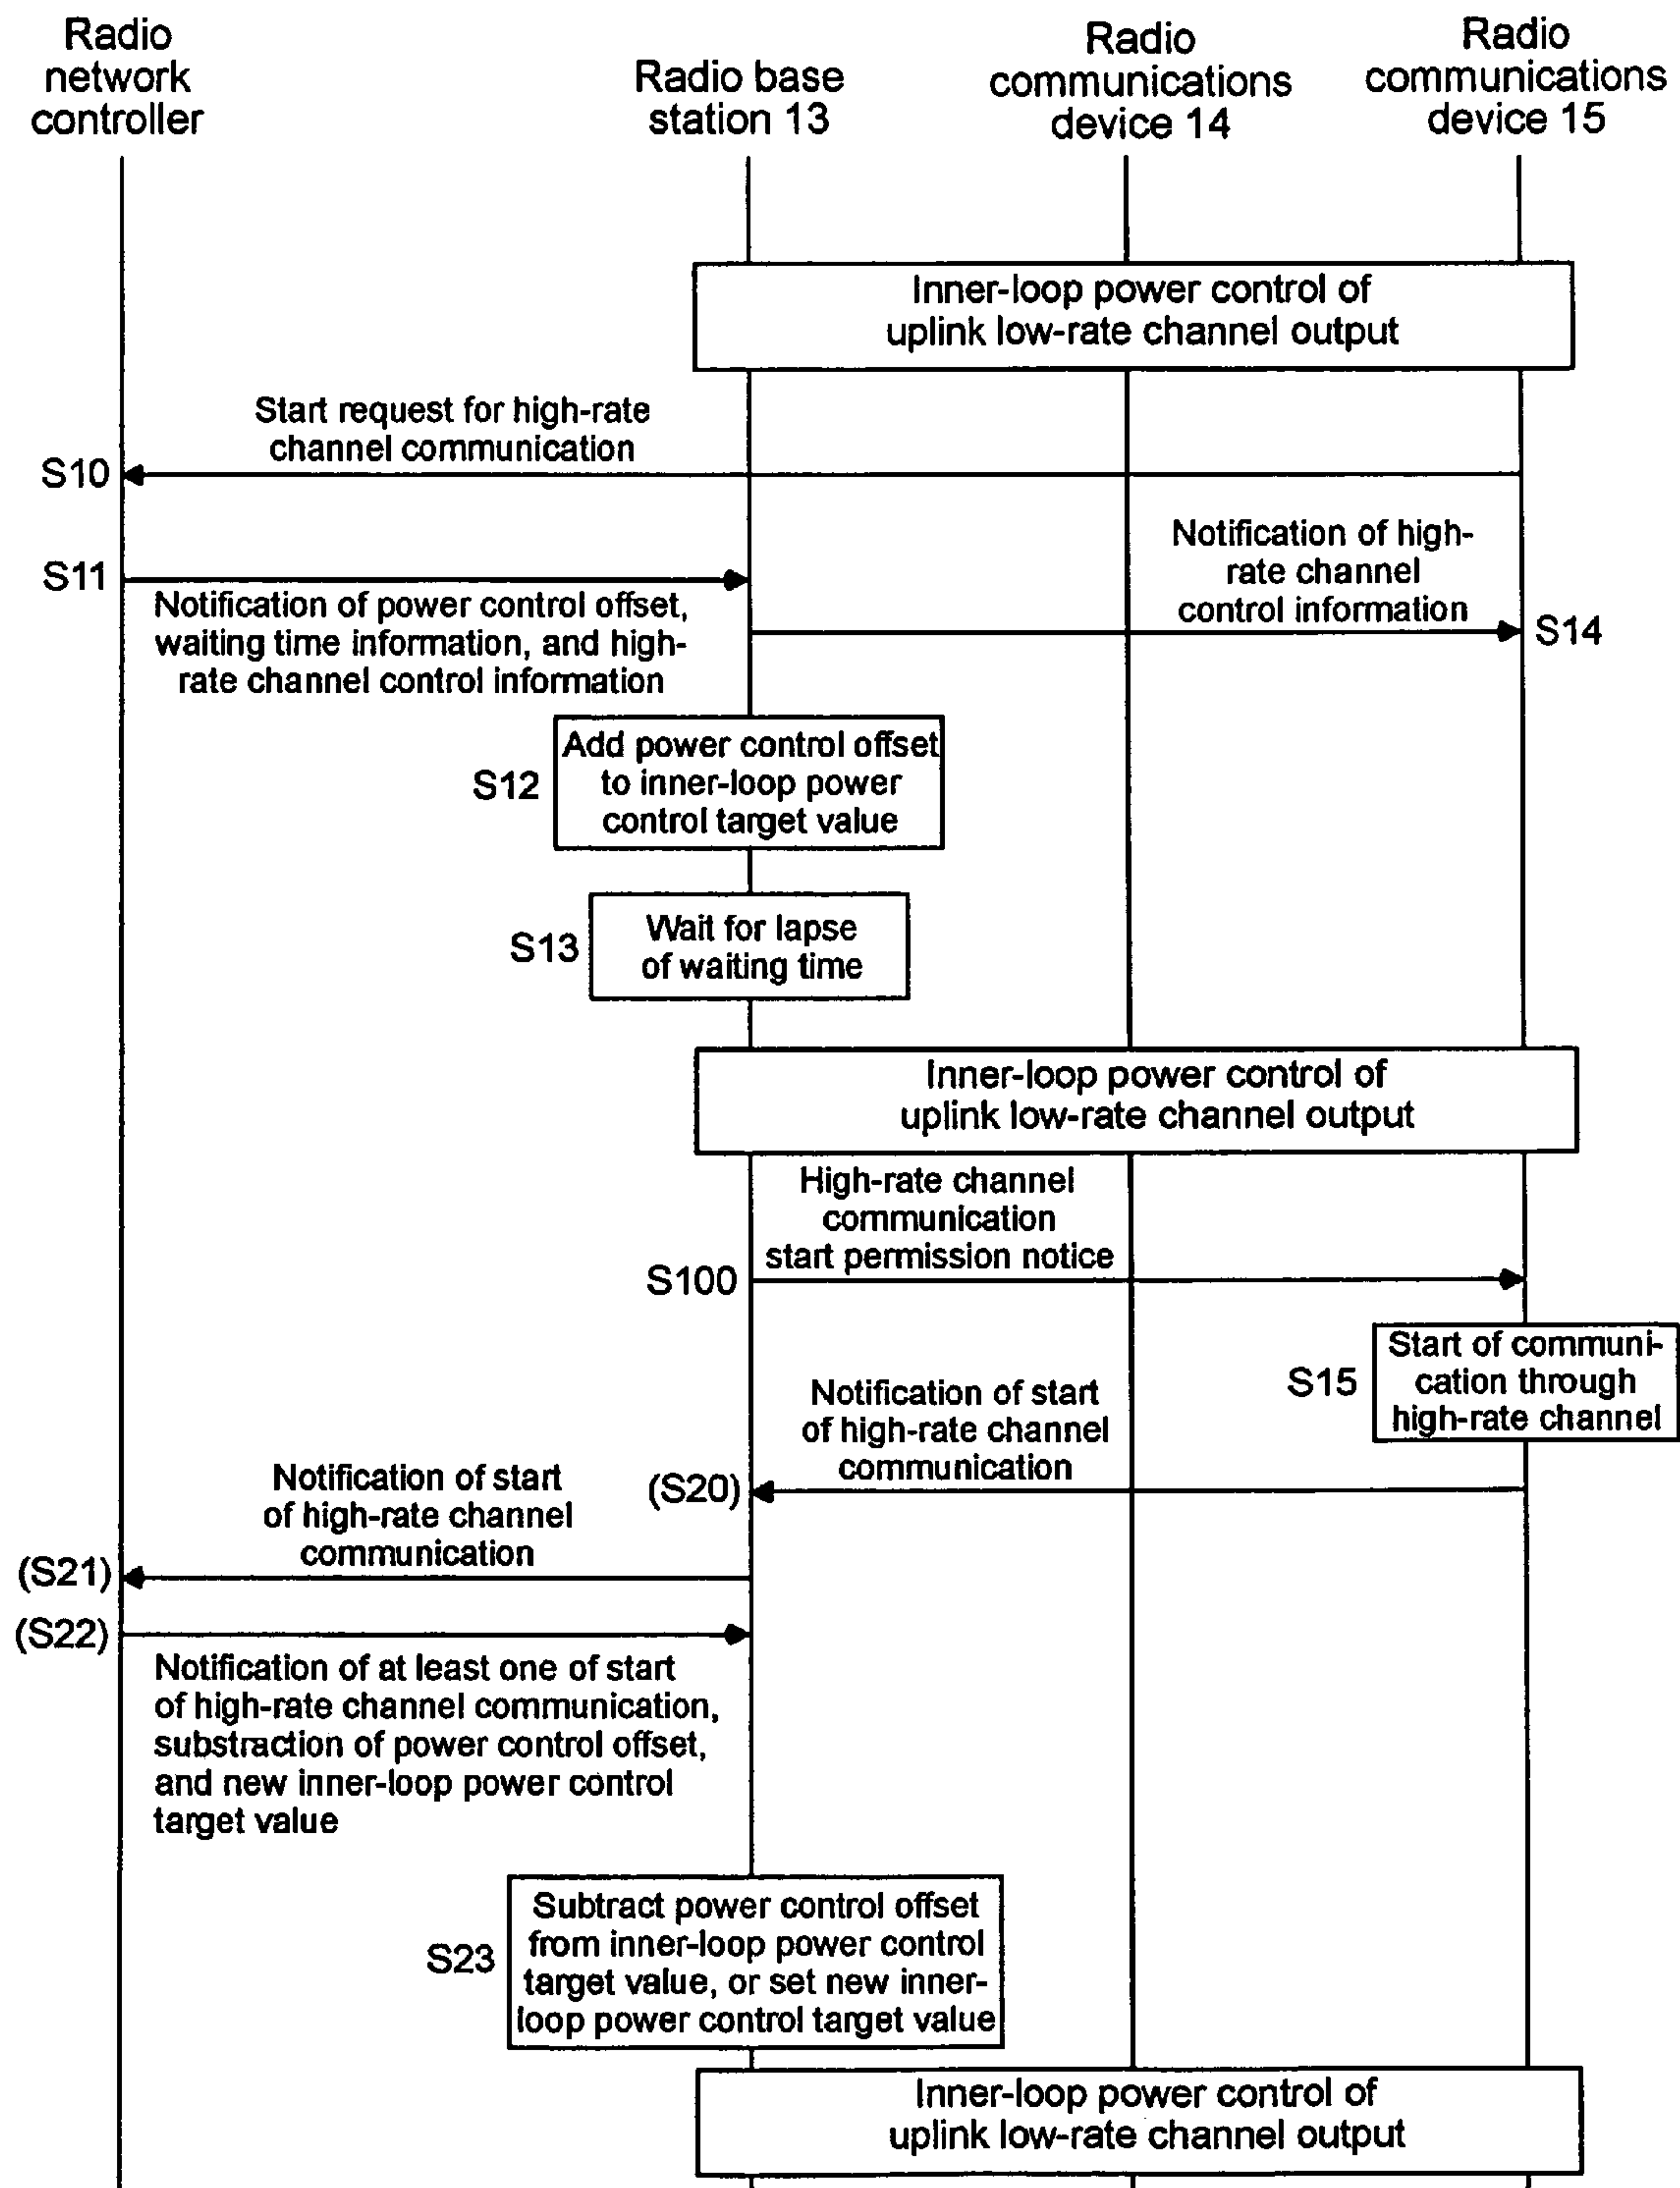 Radio
network
controller
Radio base
station 13
Radio
communications
device 14
Radio
communications
device 15
Inner-loop power control of
uplink low-rate channel output
Start request for high-rate
channel communication
S10
S11
Notification of power control offset,
waiting time information, and high-
rate channel control information
Notification of high-
rate channel
control information
S14
S12
Add power control offset
to inner-loop power
control target value
S13
Wait for lapse
of waiting time
Inner-loop power control of
uplink low-rate channel output
High-rate channel
communication
start permission notice
S100
S15
Start of communi-
cation through
high-rate channel
Notification of start
of high-rate channel
communication
(S20)
Notification of start
of high-rate channel
communication
(S21)
(S22)
Notification of at least one of start
of high-rate channel communication,
substraction of power control offset,
and new inner-loop power control
target value
S23
Subtract power control offset
from inner-loop power control
target value, or set new inner-
loop power control target value
Inner-loop power control of
uplink low-rate channel output